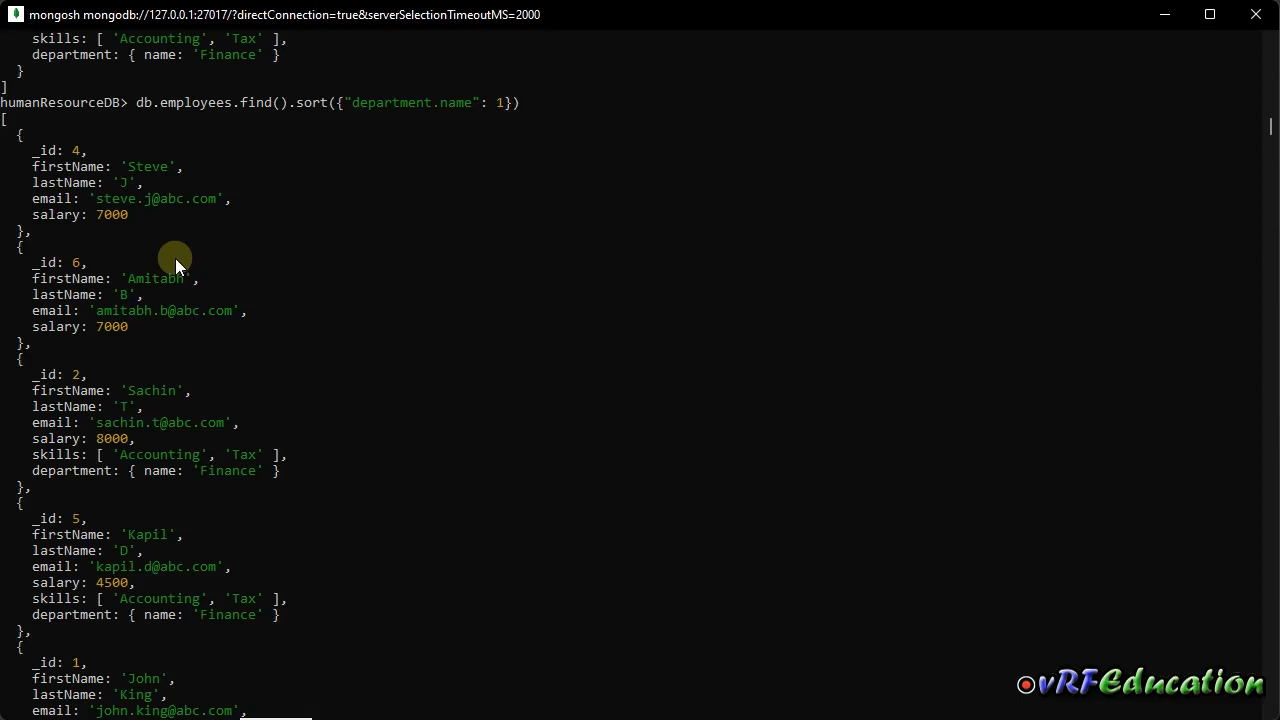 mongosh mongodb://127.0.0.1:27017/?directConnection=true&serverSelectionTimeoutMS=2000
skills: [ 'Accounting', 'Tax' ],
department: { name: 'Finance' }
}
]
humanResourceDB> db.employees.find().sort({"department.name": 1})
[
{
_id: 4,
firstName: 'Steve',
lastName: 'J',
email: 'steve.j@abc.com',
salary: 7000
},
{
_id: 6,
firstName: 'Amitabh',
lastName: 'B',
email: 'amitabh.b@abc.com',
salary: 7000
},
{
_id: 2,
firstName: 'Sachin',
lastName: 'T',
email: 'sachin.t@abc.com',
salary: 8000,
skills: [ 'Accounting', 'Tax' ],
department: { name: 'Finance' }
},
{
_id: 5,
firstName: 'Kapil',
lastName: 'D',
email: 'kapil.d@abc.com',
salary: 4500,
skills: [ 'Accounting', 'Tax' ],
department: { name: 'Finance' }
},
{
_id: 1,
firstName: 'John',
lastName: 'King',
email: 'john.king@abc.com',
vRFEducation